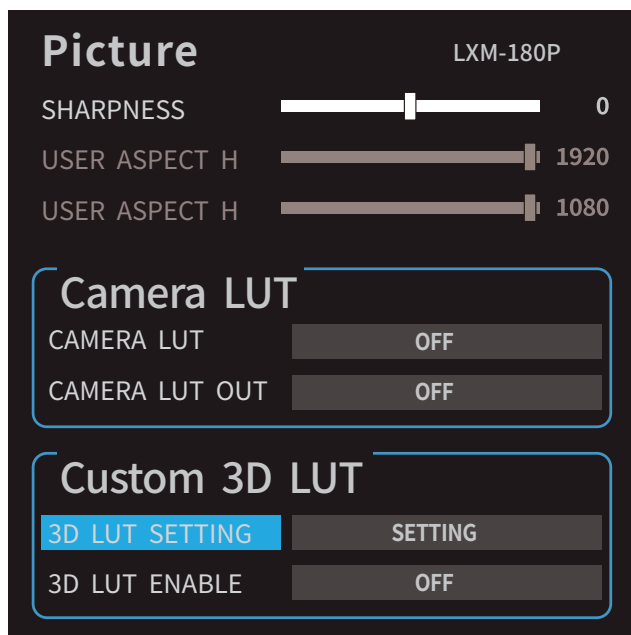 Picture LXM-180P
SHARPNESS 0
USER ASPECT H 1920
USER ASPECT H 1080
Camera LUT
CAMERA LUT OFF
CAMERA LUT OUT OFF
Custom 3D LUT
3D LUT SETTING SETTING
3D LUT ENABLE OFF